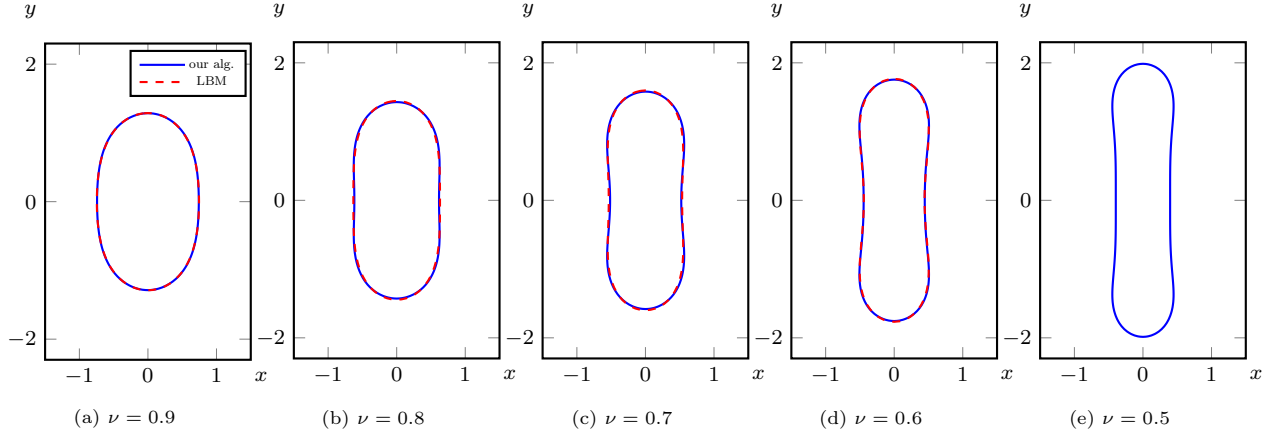 y y y y y
our alg.
LBM
2 2 2 2 2
0 0 0 0 0
−2 −2 −2 −2 −2
−1 0 1 x −1 0 1 x −1 0 1 x −1 0 1 x −1 0 1 x
(a) ν = 0.9 (b) ν = 0.8 (c) ν = 0.7 (d) ν = 0.6 (e) ν = 0.5